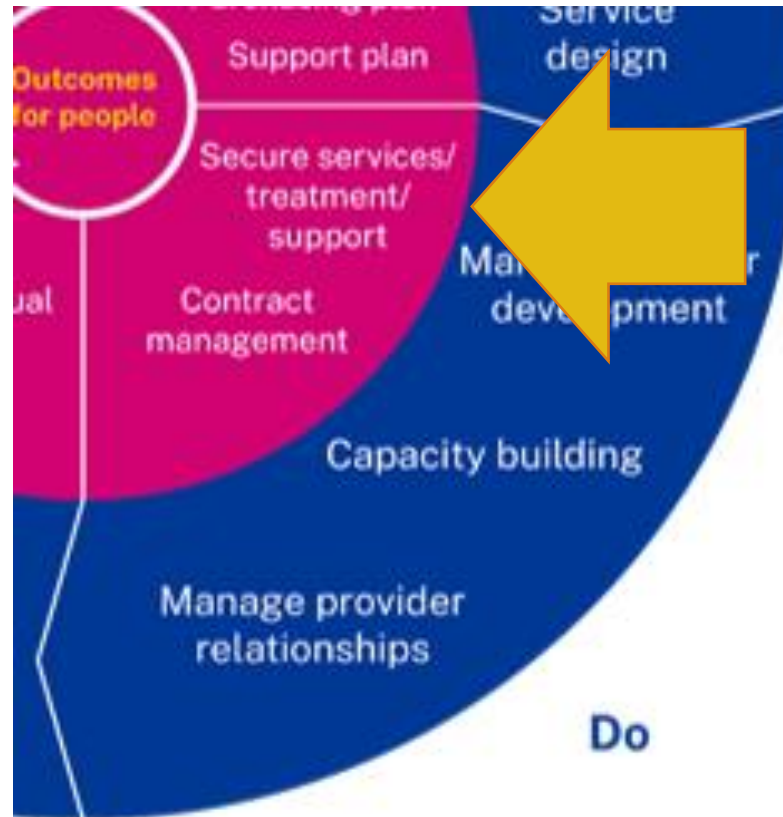 Service
design
Support plan
Outcomes
for people
Secure services/
treatment/
support
ual
Contract
management
Capacity building
Manage provider
relationships
Do